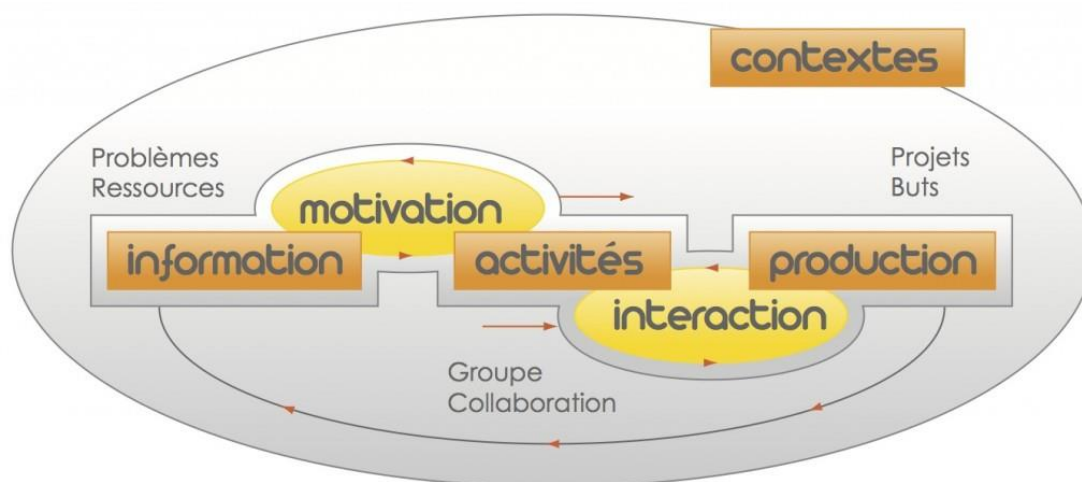 contextes
Problèmes
Ressources
Projets
Buts
motivation
information
activités
production
interaction
Groupe
Collaboration